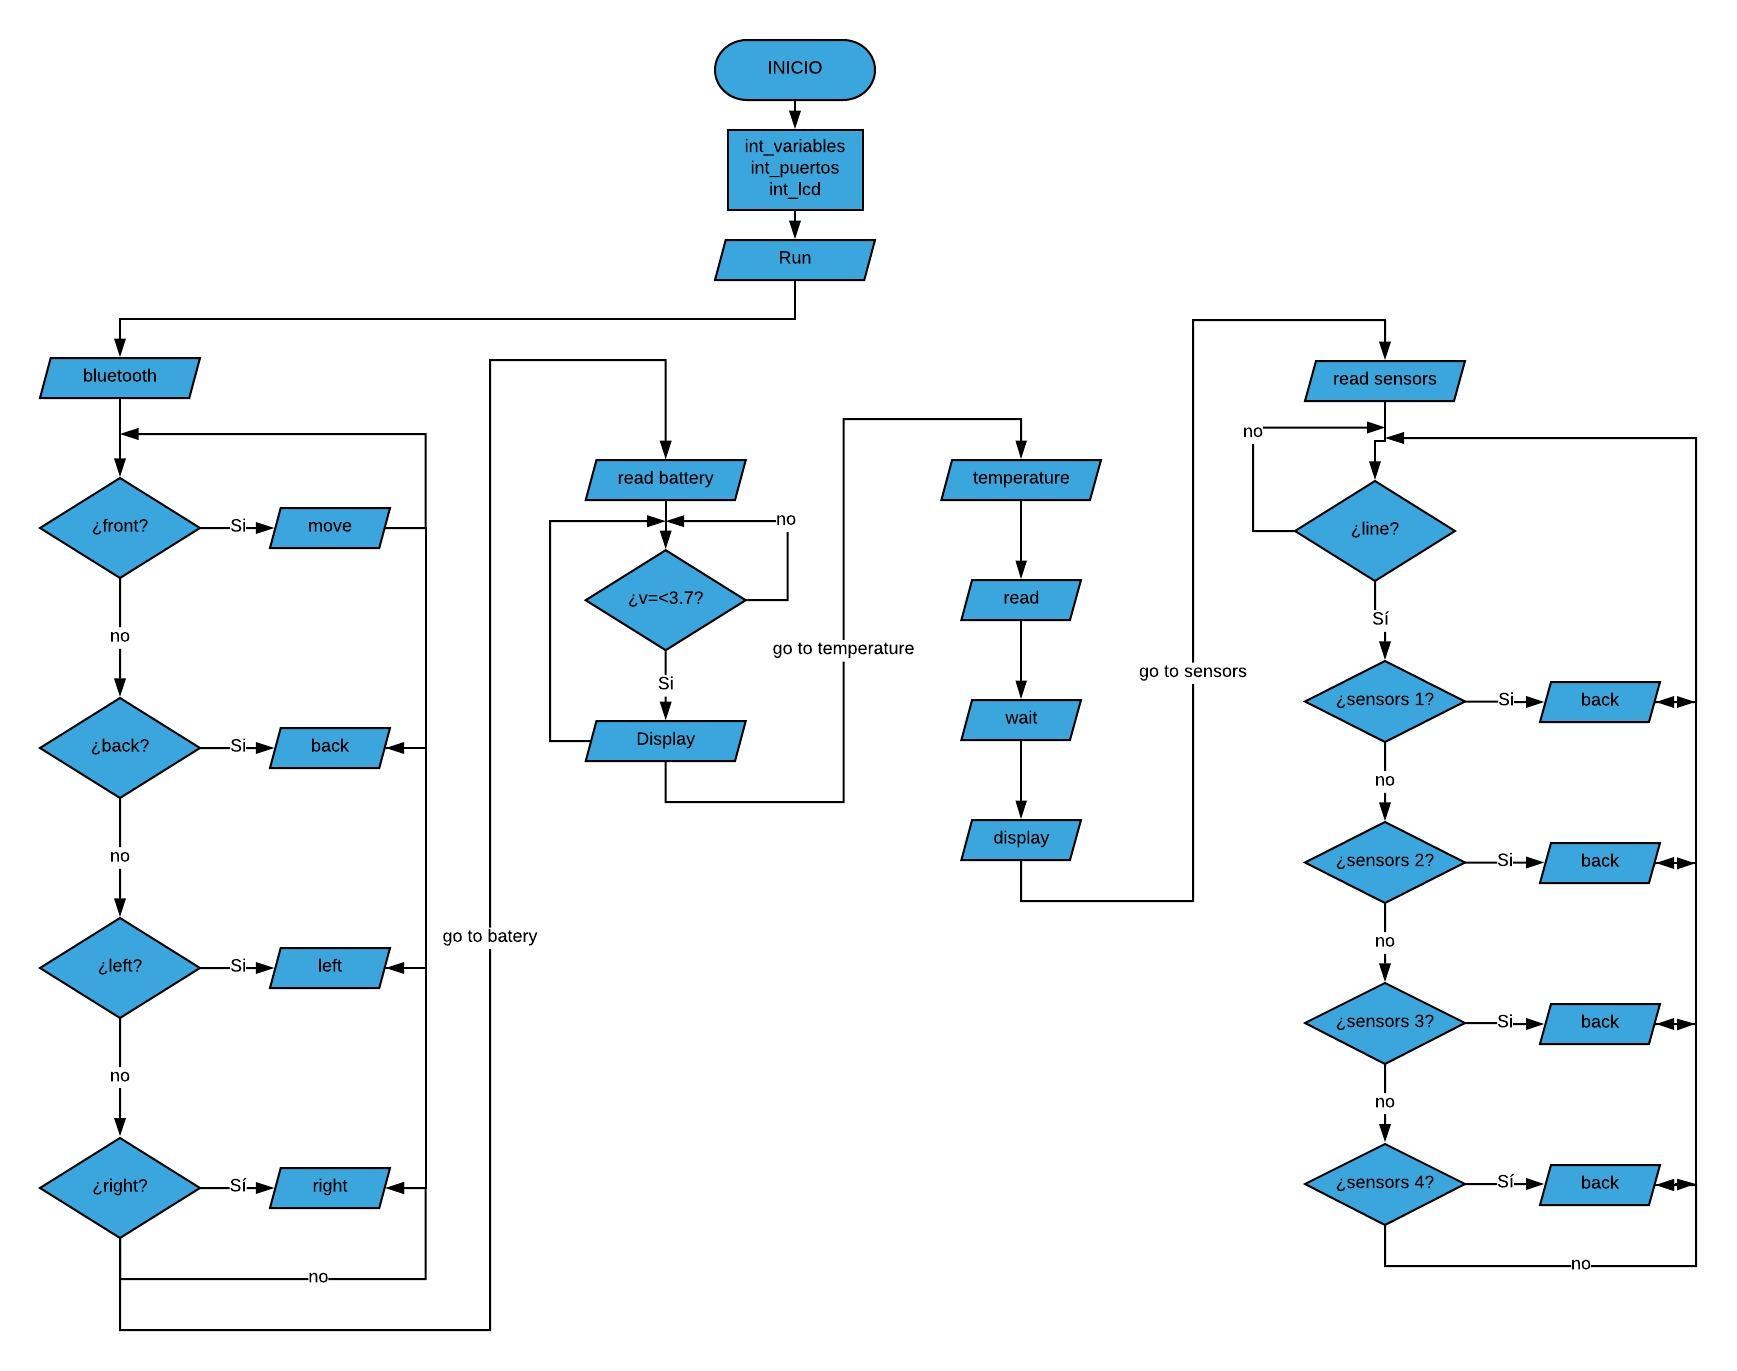 INICIO
int_variables
int_puertos
int_lcd
Run
bluetooth
¿front?
Si
move
no
¿back?
Si
back
no
¿left?
Si
left
no
¿right?
Sí
right
no
go to batery
read battery
no
¿v=<3.7?
Si
Display
go to temperature
temperature
read
wait
display
go to sensors
read sensors
no
¿line?
Sí
¿sensors 1?
Si
back
no
¿sensors 2?
Si
back
no
¿sensors 3?
Si
back
no
¿sensors 4?
Sí
back
no